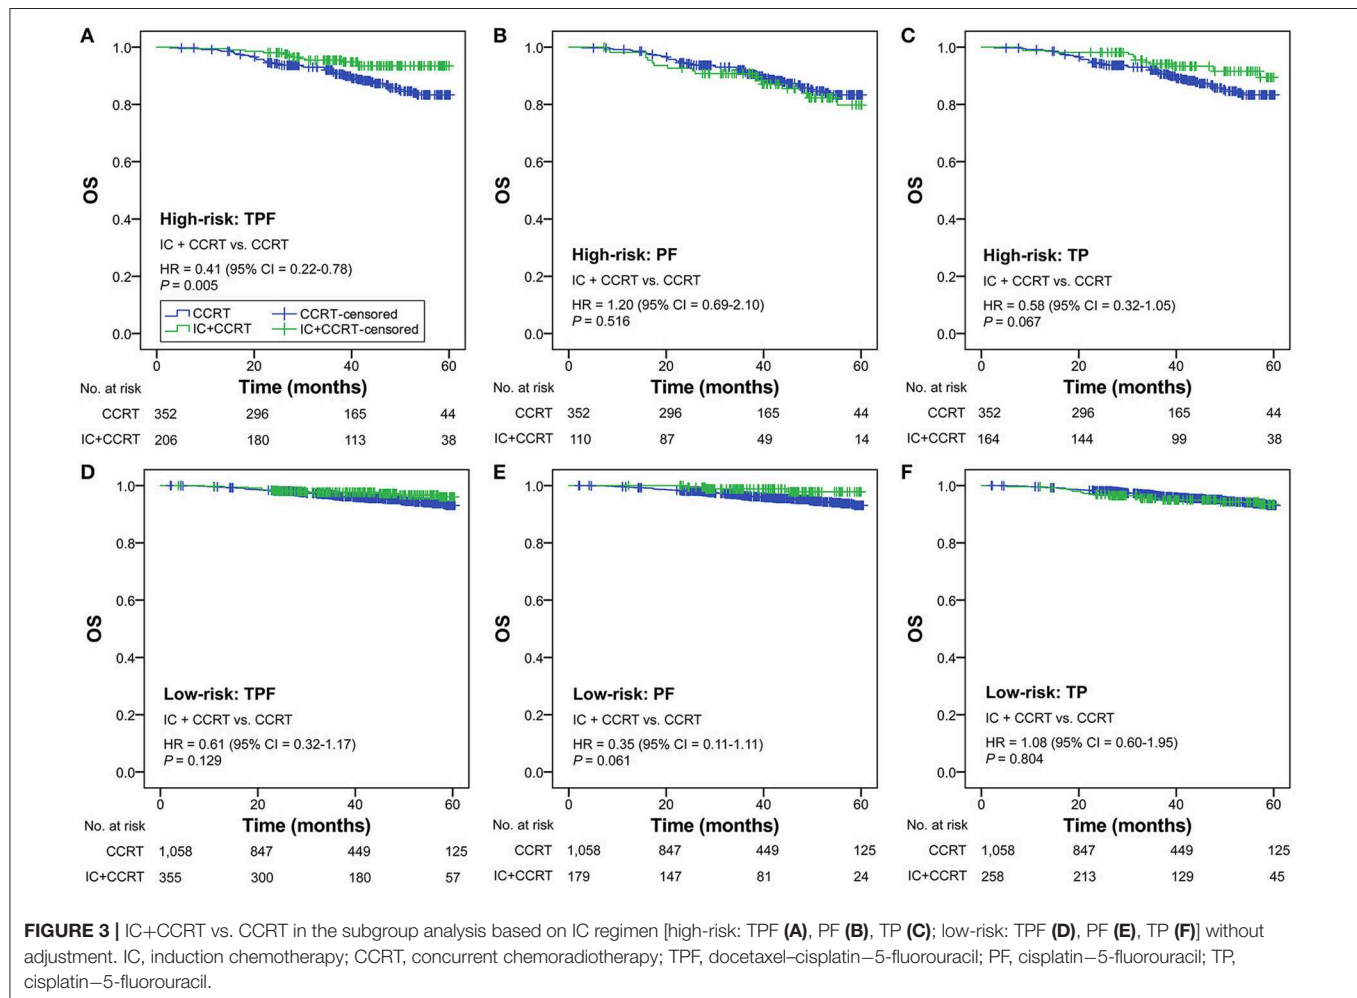 A
1.0
0.8
0.6
0.4
0.2
0.0
OS
High-risk: TPF
IC + CCRT vs. CCRT
HR = 0.41 (95% CI = 0.22-0.78)
P = 0.005
CCRT CCRT-censored
IC+CCRT IC+CCRT-censored
0 20 40 60
No. at risk Time (months)
CCRT 352 296 165 44
IC+CCRT 206 180 113 38
B
1.0
0.8
0.6
0.4
0.2
0.0
OS
High-risk: PF
IC + CCRT vs. CCRT
HR = 1.20 (95% CI = 0.69-2.10)
P = 0.516
0 20 40 60
No. at risk Time (months)
CCRT 352 296 165 44
IC+CCRT 110 87 49 14
C
1.0
0.8
0.6
0.4
0.2
0.0
OS
High-risk: TP
IC + CCRT vs. CCRT
HR = 0.58 (95% CI = 0.32-1.05)
P = 0.067
0 20 40 60
No. at risk Time (months)
CCRT 352 296 165 44
IC+CCRT 164 144 99 38
D
1.0
0.8
0.6
0.4
0.2
0.0
OS
Low-risk: TPF
IC + CCRT vs. CCRT
HR = 0.61 (95% CI = 0.32-1.17)
P = 0.129
0 20 40 60
No. at risk Time (months)
CCRT 1,058 847 449 125
IC+CCRT 355 300 180 57
E
1.0
0.8
0.6
0.4
0.2
0.0
OS
Low-risk: PF
IC + CCRT vs. CCRT
HR = 0.35 (95% CI = 0.11-1.11)
P = 0.061
0 20 40 60
No. at risk Time (months)
CCRT 1,058 847 449 125
IC+CCRT 179 147 81 24
F
1.0
0.8
0.6
0.4
0.2
0.0
OS
Low-risk: TP
IC + CCRT vs. CCRT
HR = 1.08 (95% CI = 0.60-1.95)
P = 0.804
0 20 40 60
No. at risk Time (months)
CCRT 1,058 847 449 125
IC+CCRT 258 213 129 45
FIGURE 3 | IC+CCRT vs. CCRT in the subgroup analysis based on IC regimen [high-risk: TPF (A), PF (B), TP (C); low-risk: TPF (D), PF (E), TP (F)] without
adjustment. IC, induction chemotherapy; CCRT, concurrent chemoradiotherapy; TPF, docetaxel–cisplatin−5-fluorouracil; PF, cisplatin−5-fluorouracil; TP,
cisplatin−5-fluorouracil.